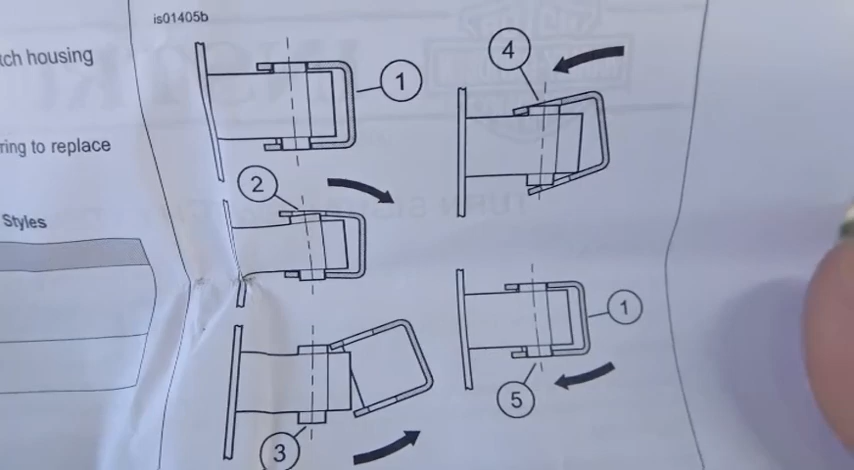 is01405b
tch housing
ring to replace
Styles
1
2
3
4
1
5